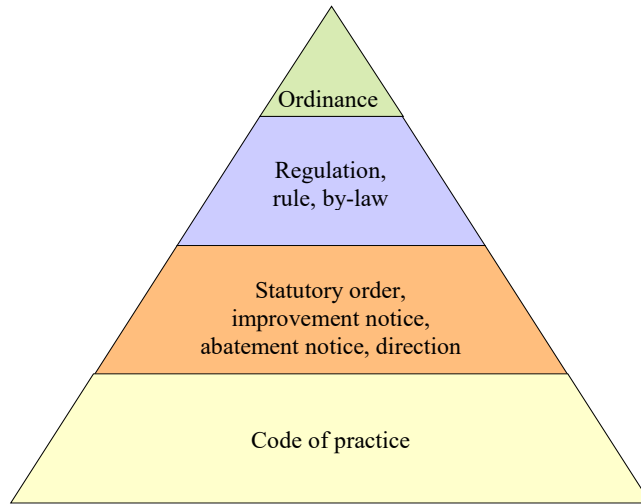 Ordinance
Regulation,
rule, by-law
Statutory order,
improvement notice,
abatement notice, direction
Code of practice